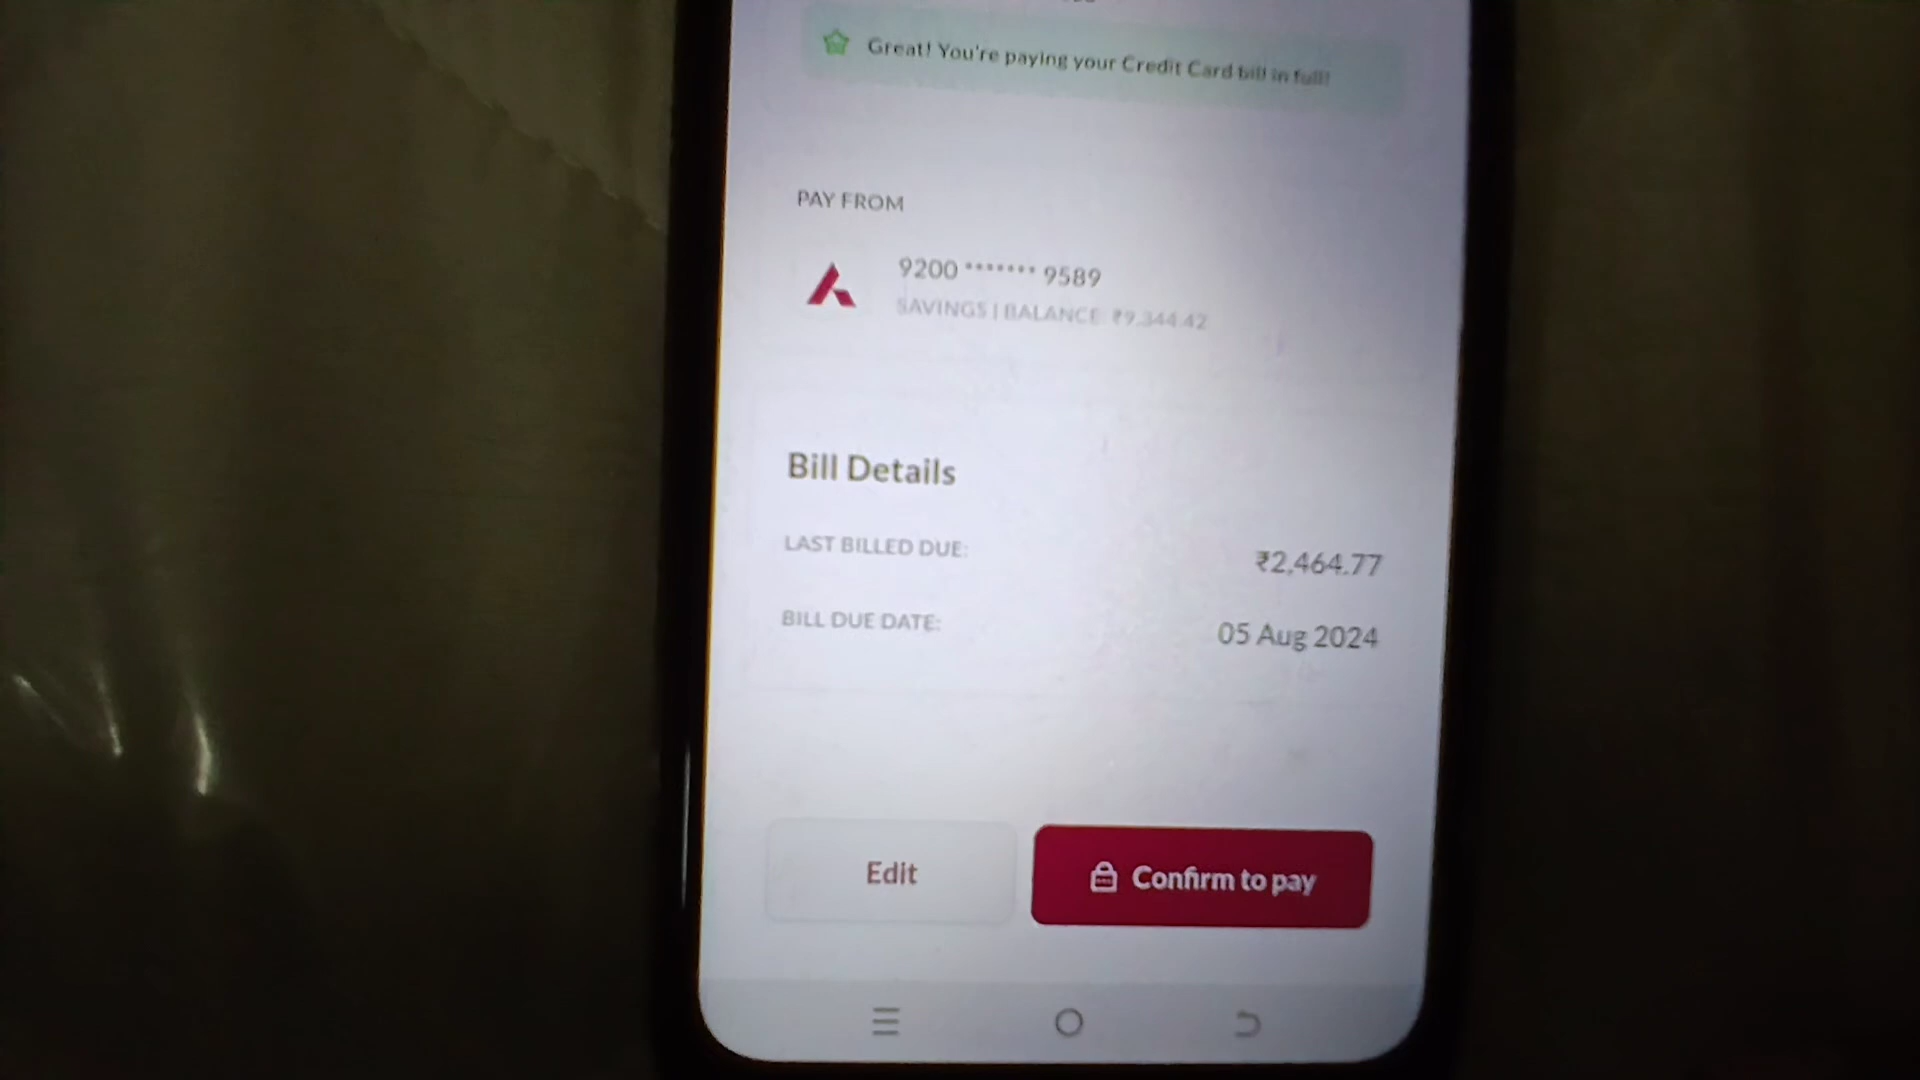 Great! You're paying your Credit Card bill in full!
PAY FROM
9200 ******* 9589
SAVINGS | BALANCE: ₹9,344.42
Bill Details
LAST BILLED DUE:
₹2,464.77
BILL DUE DATE:
05 Aug 2024
Edit
Confirm to pay